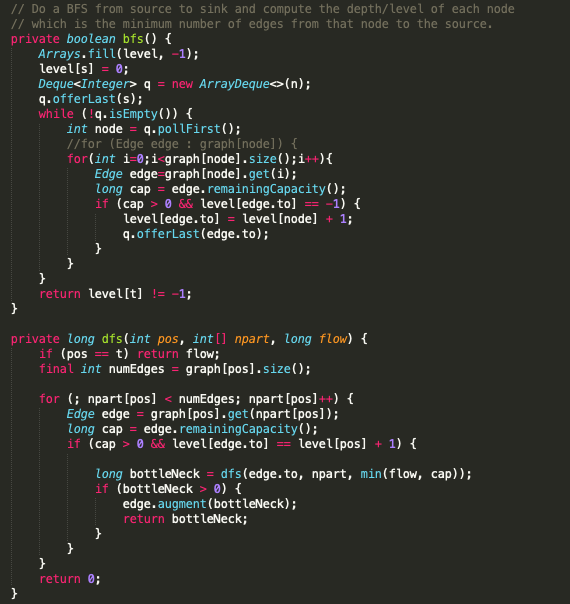 // Do a BFS from source to sink and compute the depth/level of each node
// which is the minimum number of edges from that node to the source.
private boolean bfs() {
    Arrays.fill(level, -1);
    level[s] = 0;
    Deque<Integer> q = new ArrayDeque<>(n);
    q.offerLast(s);
    while (!q.isEmpty()) {
        int node = q.pollFirst();
        //for (Edge edge : graph[node]) {
        for(int i=0;i<graph[node].size();i++){
            Edge edge=graph[node].get(i);
            long cap = edge.remainingCapacity();
            if (cap > 0 && level[edge.to] == -1) {
                level[edge.to] = level[node] + 1;
                q.offerLast(edge.to);
            }
        }
    }
    return level[t] != -1;
}

private long dfs(int pos, int[] npart, long flow) {
    if (pos == t) return flow;
    final int numEdges = graph[pos].size();

    for (; npart[pos] < numEdges; npart[pos]++) {
        Edge edge = graph[pos].get(npart[pos]);
        long cap = edge.remainingCapacity();
        if (cap > 0 && level[edge.to] == level[pos] + 1) {

            long bottleNeck = dfs(edge.to, npart, min(flow, cap));
            if (bottleNeck > 0) {
                edge.augment(bottleNeck);
                return bottleNeck;
            }
        }
    }
    return 0;
}